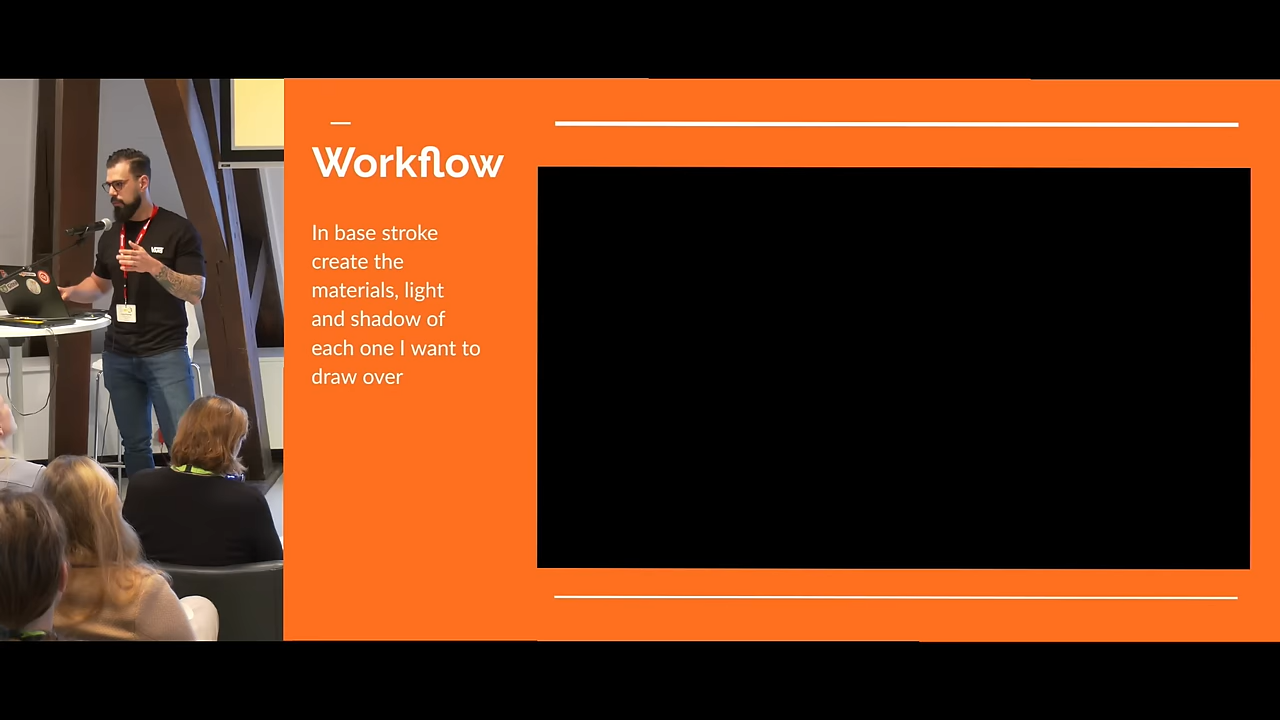 Workflow
In base stroke
create the
materials, light
and shadow of
each one I want to
draw over